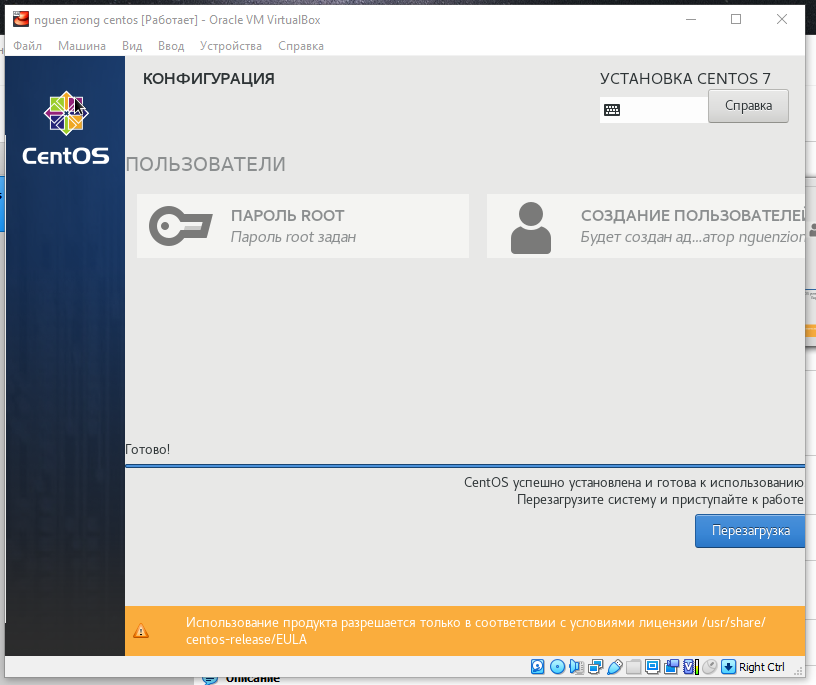 nguen ziong centos [Работает] - Oracle VM VirtualBox
Файл Машина Вид Ввод Устройства Справка
КОНФИГУРАЦИЯ
УСТАНОВКА CENTOS 7
Справка
CentOS
ПОЛЬЗОВАТЕЛИ
ПАРОЛЬ ROOT
Пароль root задан
СОЗДАНИЕ ПОЛЬЗОВАТЕЛЕЙ
Будет создан ад...атор nguenzion
Готово!
CentOS успешно установлена и готова к использованию
Перезагрузите систему и приступайте к работе
Перезагрузка
Использование продукта разрешается только в соответствии с условиями лицензии /usr/share/
centos-release/EULA
Right Ctrl
Описание